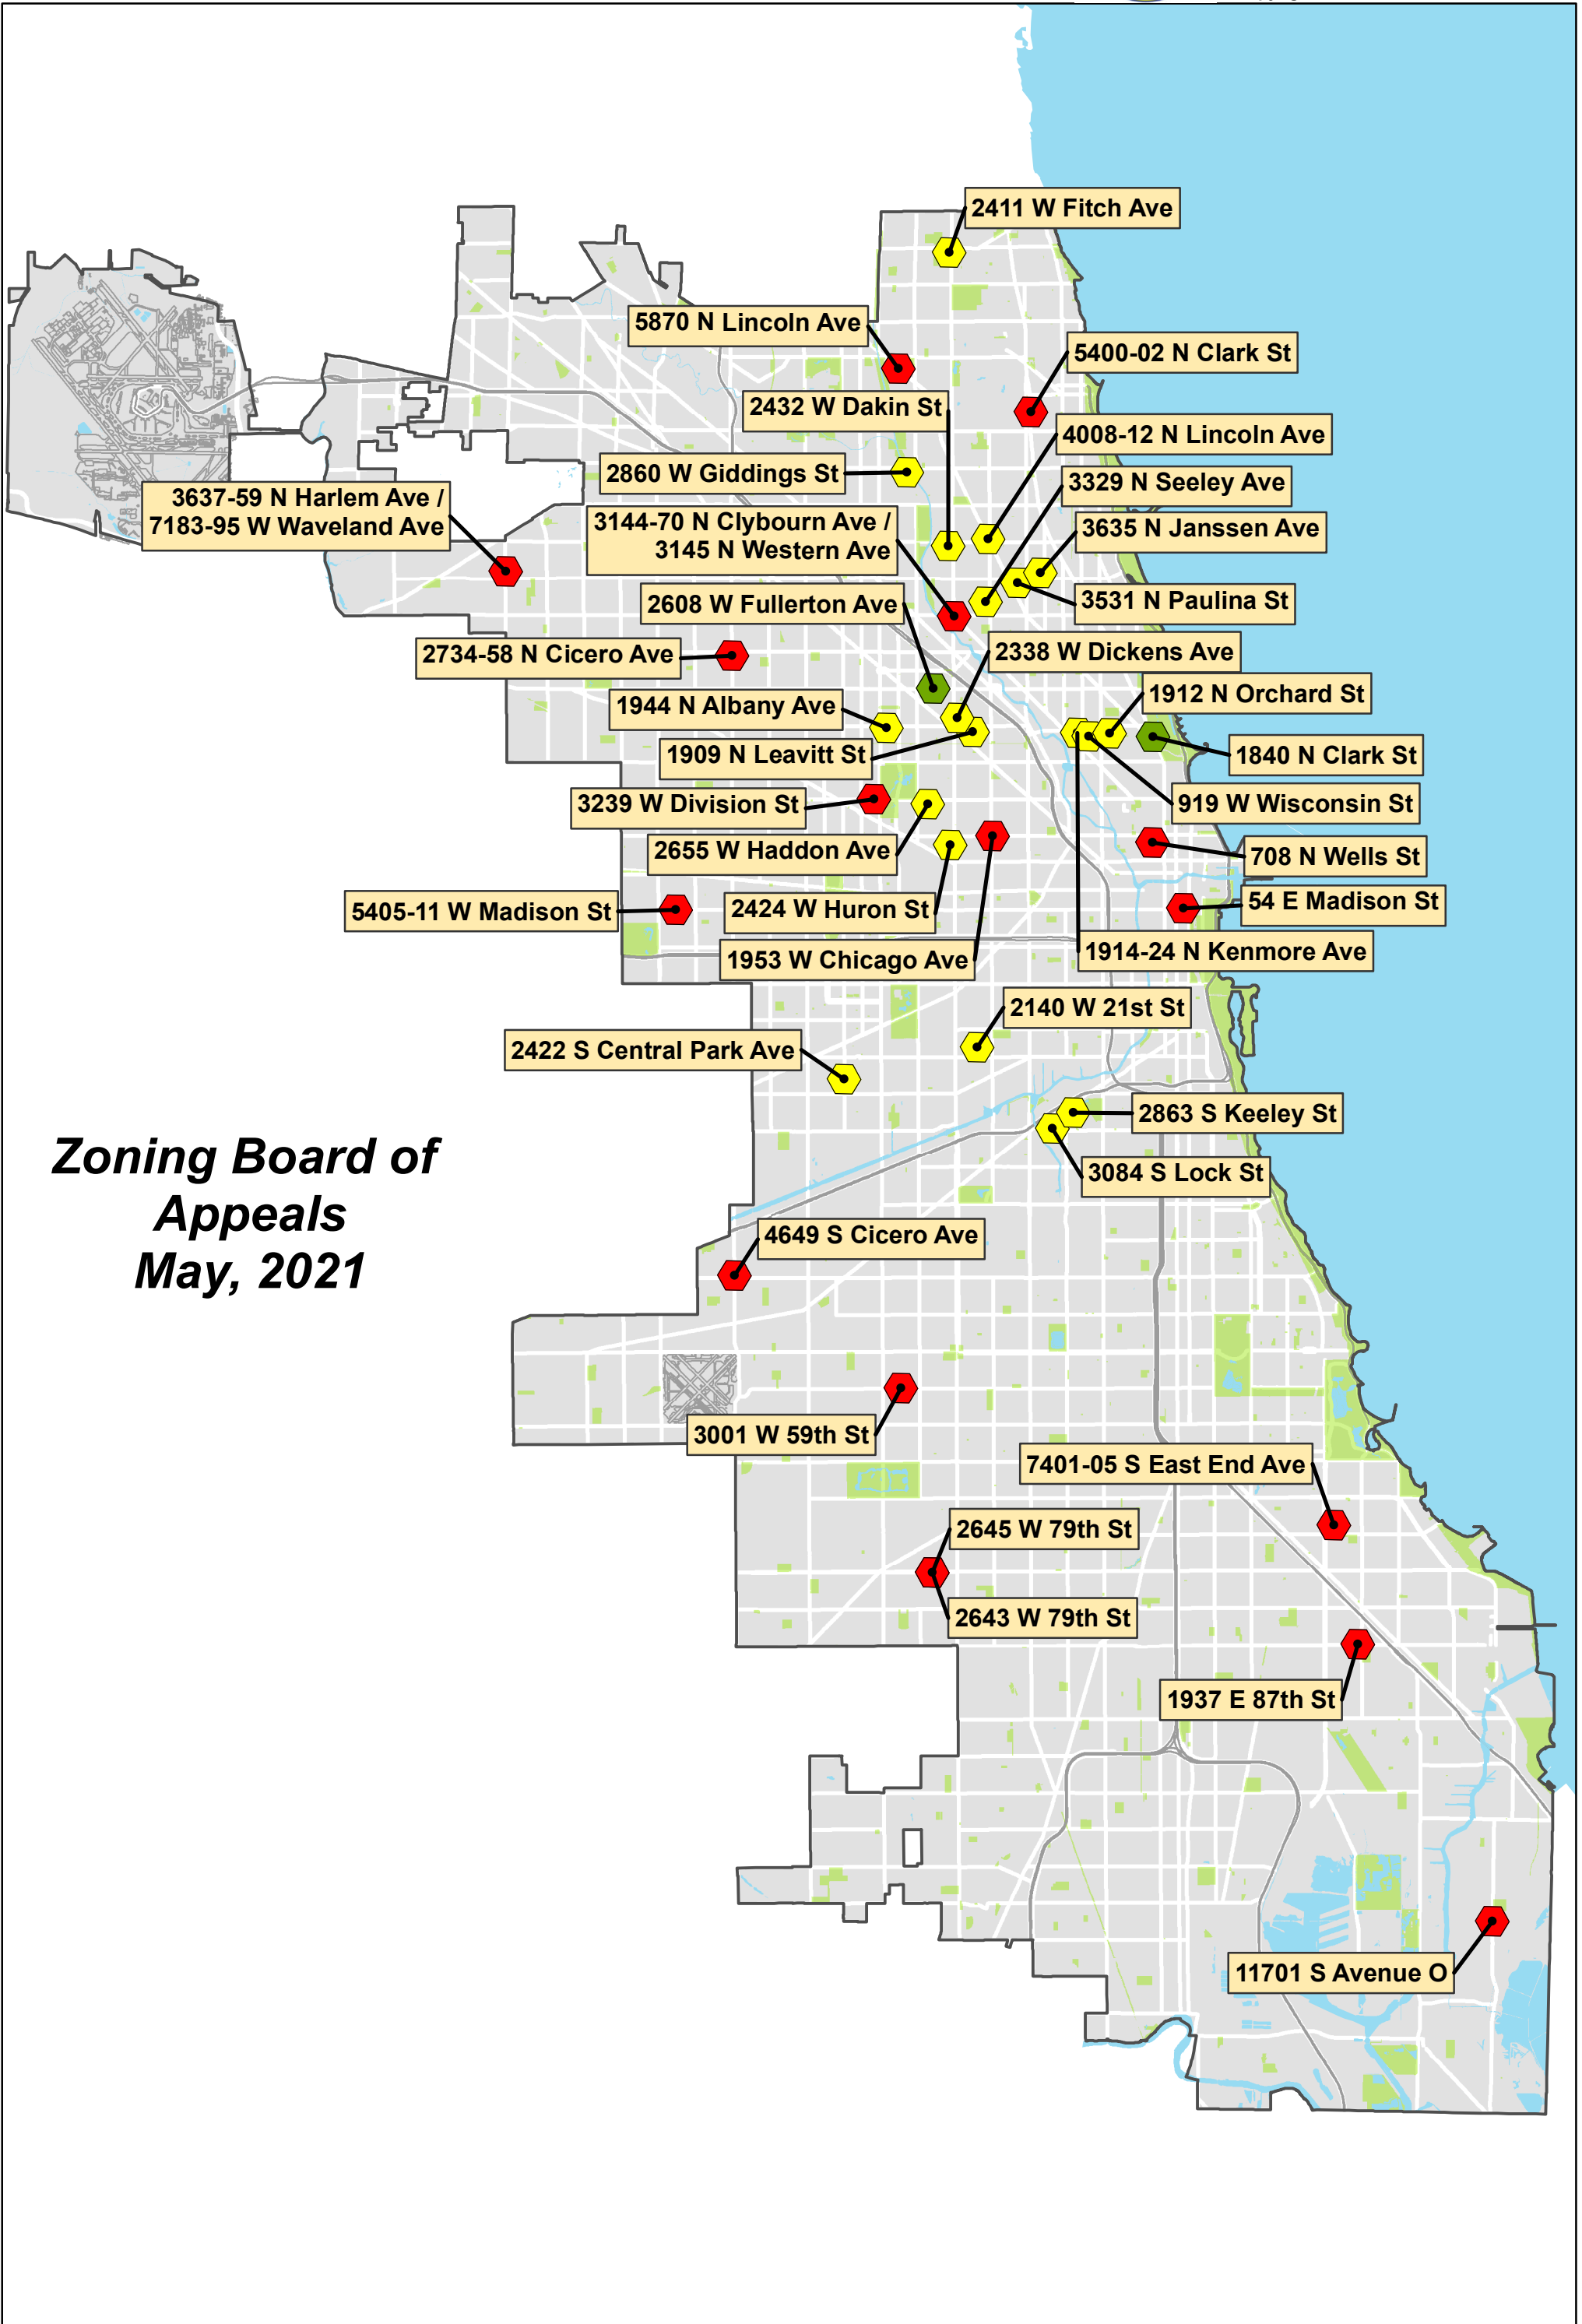 2411 W Fitch Ave
5870 N Lincoln Ave
5400-02 N Clark St
2432 W Dakin St
4008-12 N Lincoln Ave
2860 W Giddings St
3329 N Seeley Ave
3637-59 N Harlem Ave /
7183-95 W Waveland Ave
3144-70 N Clybourn Ave /
3145 N Western Ave
3635 N Janssen Ave
2608 W Fullerton Ave
3531 N Paulina St
2734-58 N Cicero Ave
2338 W Dickens Ave
1944 N Albany Ave
1912 N Orchard St
1909 N Leavitt St
1840 N Clark St
3239 W Division St
919 W Wisconsin St
2655 W Haddon Ave
708 N Wells St
5405-11 W Madison St
2424 W Huron St
54 E Madison St
1953 W Chicago Ave
1914-24 N Kenmore Ave
2140 W 21st St
2422 S Central Park Ave
2863 S Keeley St
3084 S Lock St
Zoning Board of
Appeals
May, 2021
4649 S Cicero Ave
3001 W 59th St
7401-05 S East End Ave
2645 W 79th St
2643 W 79th St
1937 E 87th St
11701 S Avenue O